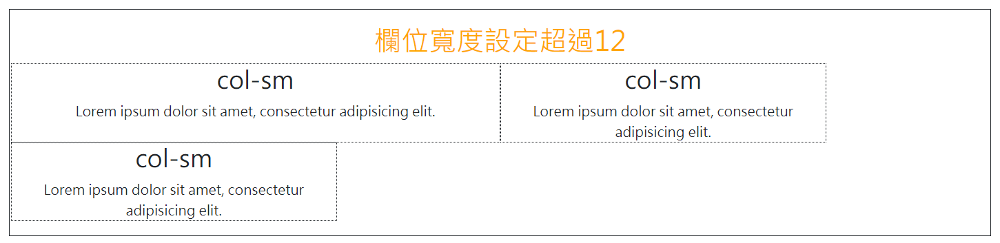 欄位寬度設定超過12
col-sm
Lorem ipsum dolor sit amet, consectetur adipisicing elit.
col-sm
Lorem ipsum dolor sit amet, consectetur
adipisicing elit.
col-sm
Lorem ipsum dolor sit amet, consectetur
adipisicing elit.